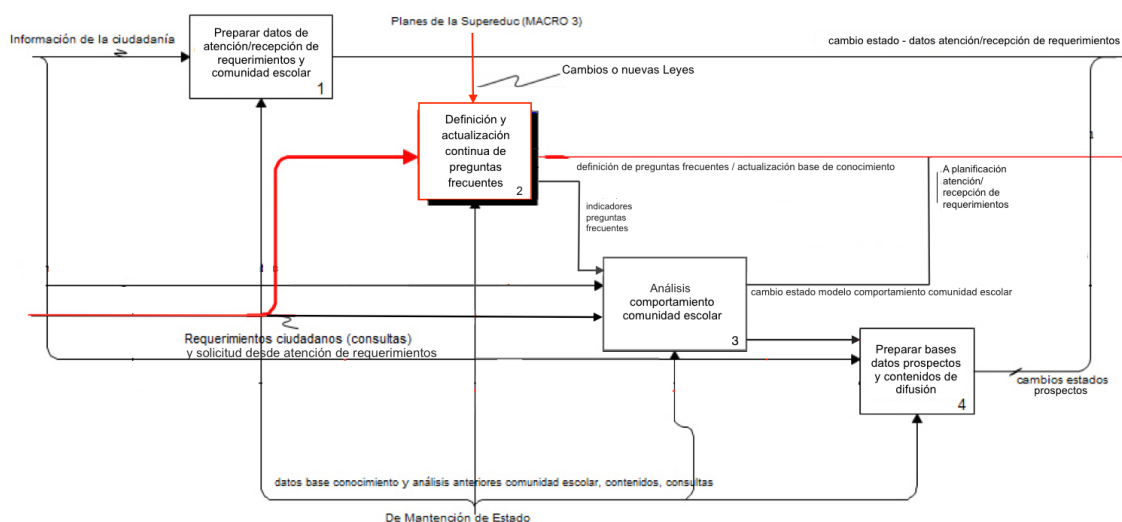 Planes de la Supereduc (MACRO 3)
Información de la ciudadanía
Preparar datos de
atención/recepción de
requerimientos y
comunidad escolar
1
cambio estado - datos atención/recepción de requerimientos
Cambios o nuevas Leyes
Definición y
actualización
continua de
preguntas
frecuentes
2
definición de preguntas frecuentes / actualización base de conocimiento
A planificación
atención/
recepción de
requerimientos
indicadores
preguntas
frecuentes
Análisis
comportamiento
comunidad escolar
3
cambio estado modelo comportamiento comunidad escolar
Requerimientos ciudadanos (consultas)
y solicitud desde atención de requerimientos
Preparar bases
datos prospectos
y contenidos de
difusión
4
cambios estados
prospectos
datos base conocimiento y análisis anteriores comunidad escolar, contenidos, consultas
De Mantención de Estado